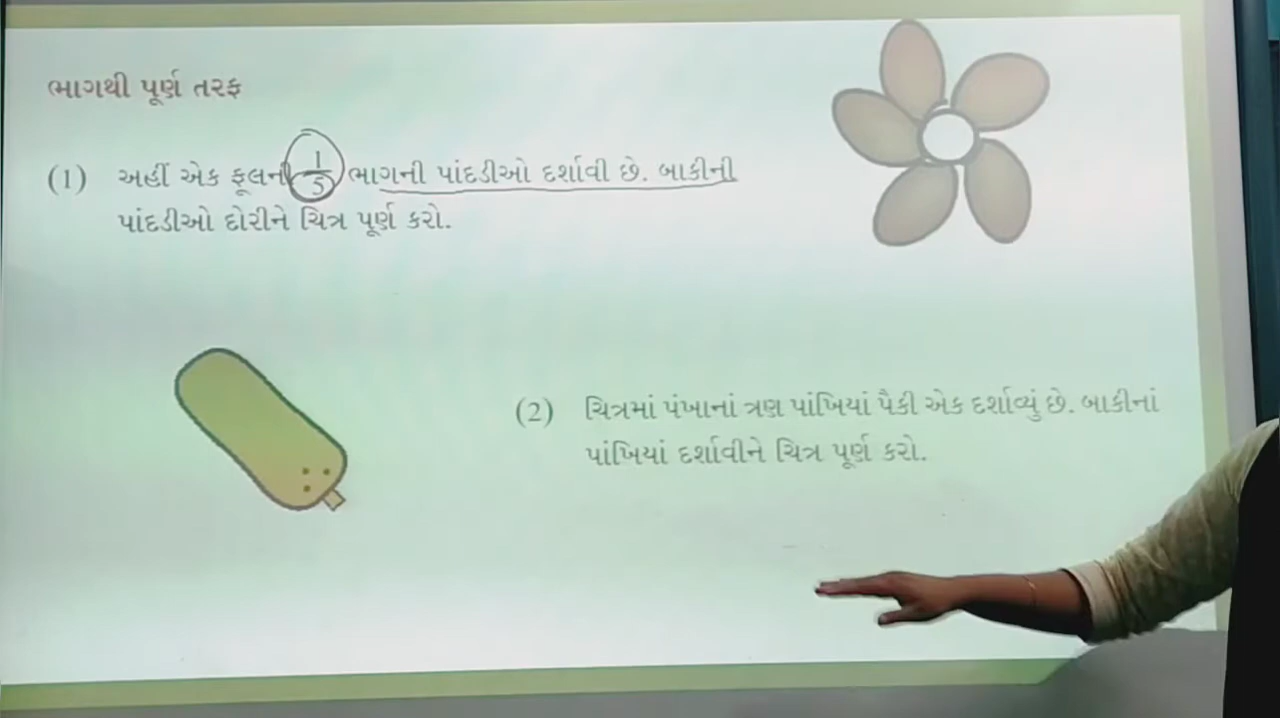 ભાગથી પૂર્ણ તરફ
(1) અહીં એક ફૂલની 1/5 ભાગની પાંદડીઓ દર્શાવી છે. બાકીની
પાંદડીઓ દોરીને ચિત્ર પૂર્ણ કરો.
(2) ચિત્રમાં પંખાનાં ત્રણ પાંખિયાં પૈકી એક દર્શાવ્યું છે. બાકીનાં
પાંખિયાં દર્શાવીને ચિત્ર પૂર્ણ કરો.